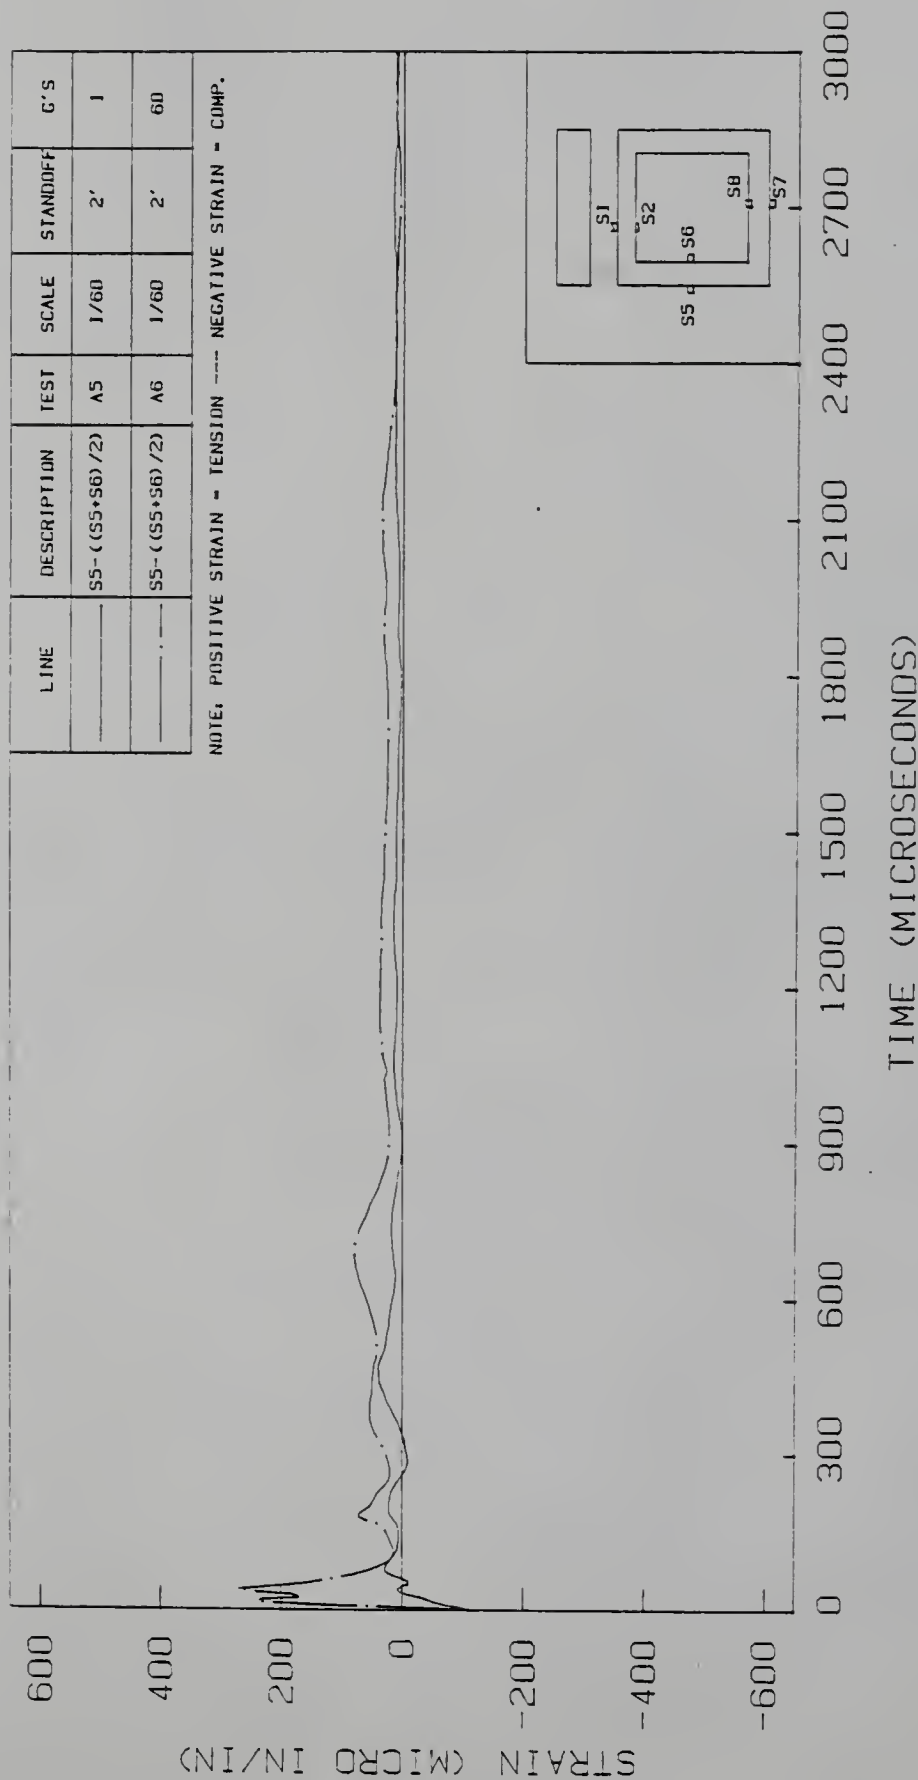 LINE DESCRIPTION TEST SCALE STANDOFF G'S
S5-((S5+S6)/2) A5 1/60 2' 1
S5-((S5+S6)/2) A6 1/60 2' 60
NOTE: POSITIVE STRAIN = TENSION ---- NEGATIVE STRAIN = COMP.
600
400
200
0
-200
-400
-600
STRAIN (MICRO IN/IN)
S1
S2
S5
S6
S8
S7
0 300 600 900 1200 1500 1800 2100 2400 2700 3000
TIME (MICROSECONDS)